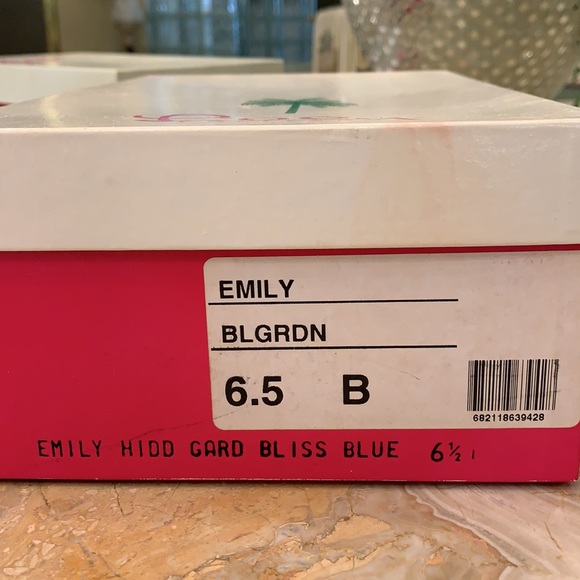 EMILY
BLGRDN
6.5 B
682118639428
EMILY HIDD GARD BLISS BLUE 6½